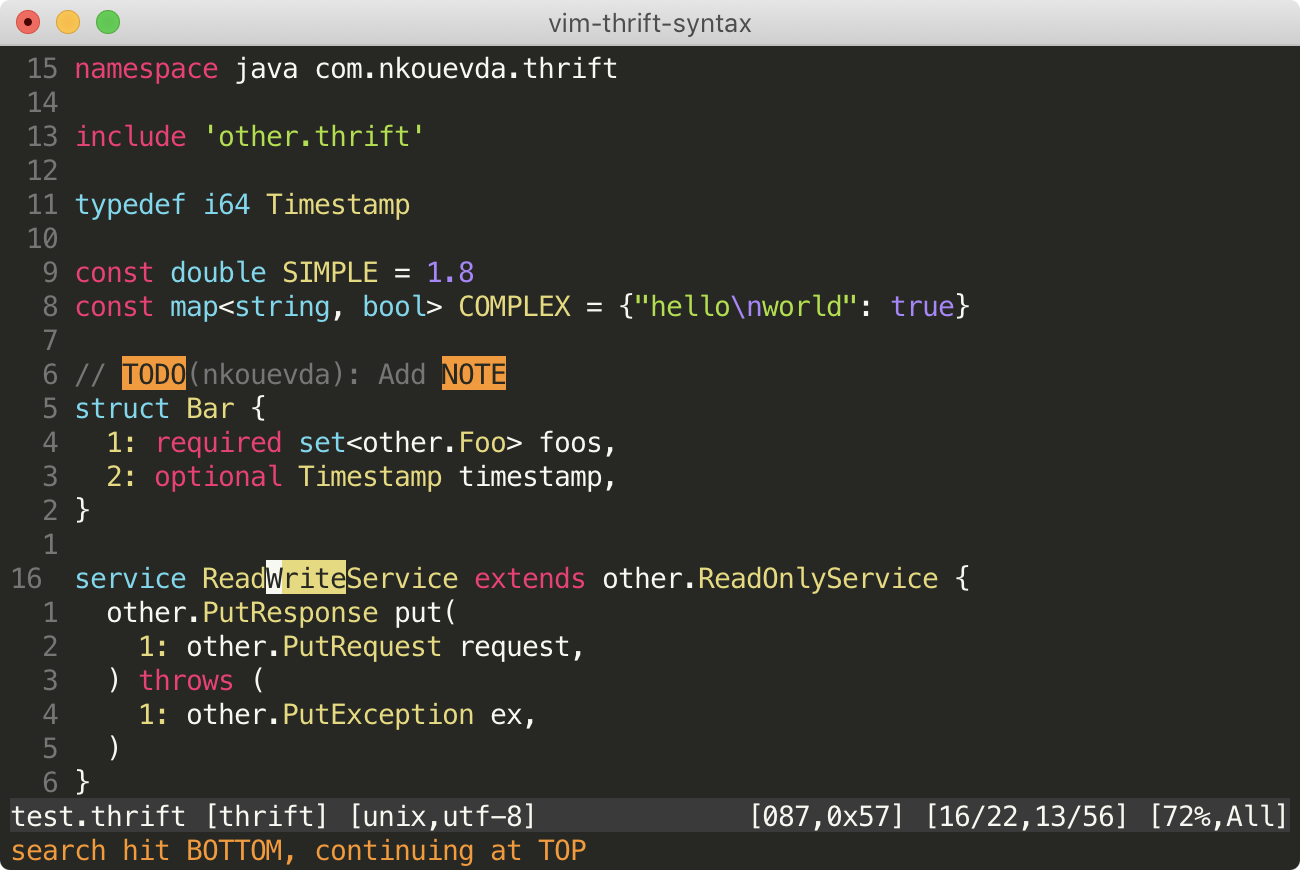 vim-thrift-syntax
15 namespace java com.nkouevda.thrift
14
13 include 'other.thrift'
12
11 typedef i64 Timestamp
10
9 const double SIMPLE = 1.8
8 const map<string, bool> COMPLEX = {"hello\nworld": true}
7
6 // TODO(nkouevda): Add NOTE
5 struct Bar {
4   1: required set<other.Foo> foos,
3   2: optional Timestamp timestamp,
2 }
1
16 service ReadWriteService extends other.ReadOnlyService {
1   other.PutResponse put(
2     1: other.PutRequest request,
3   ) throws (
4     1: other.PutException ex,
5   )
6 }
test.thrift [thrift] [unix,utf-8] [087,0x57] [16/22,13/56] [72%,All]
search hit BOTTOM, continuing at TOP